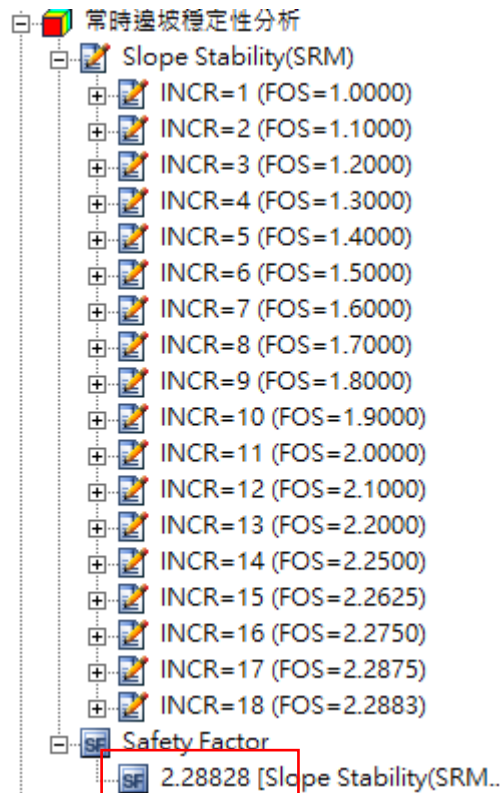 常時邊坡穩定性分析
Slope Stability(SRM)
INCR=1 (FOS=1.0000)
INCR=2 (FOS=1.1000)
INCR=3 (FOS=1.2000)
INCR=4 (FOS=1.3000)
INCR=5 (FOS=1.4000)
INCR=6 (FOS=1.5000)
INCR=7 (FOS=1.6000)
INCR=8 (FOS=1.7000)
INCR=9 (FOS=1.8000)
INCR=10 (FOS=1.9000)
INCR=11 (FOS=2.0000)
INCR=12 (FOS=2.1000)
INCR=13 (FOS=2.2000)
INCR=14 (FOS=2.2500)
INCR=15 (FOS=2.2625)
INCR=16 (FOS=2.2750)
INCR=17 (FOS=2.2875)
INCR=18 (FOS=2.2883)
SF Safety Factor
SF 2.28828 [Slope Stability(SRM..